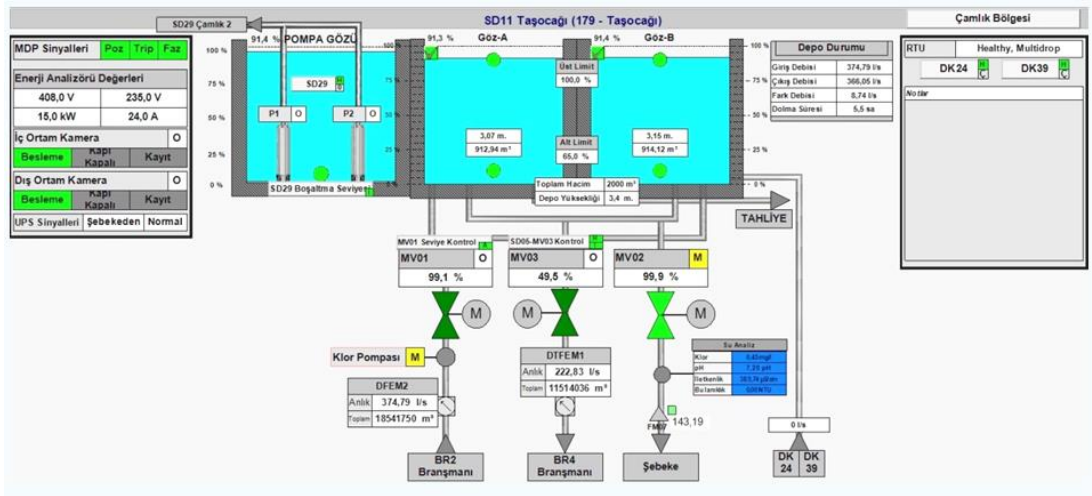 SD11 Taşocağı (179 - Taşocağı)
Çamlık Bölgesi
SD29 Çamlık 2
MDP Sinyalleri Poz Trip Faz
Enerji Analizörü Değerleri
408,0 V 235,0 V
15,0 kW 24,0 A
İç Ortam Kamera O
Besleme Kapı Kapalı Kayıt
Dış Ortam Kamera O
Besleme Kapı Kapalı Kayıt
UPS Sinyalleri Şebekeden Normal
91,4 % POMPA GÖZÜ
100 %
75 %
50 %
25 %
0 %
SD29
P1 O
P2 O
SD29 Boşaltma Seviyesi
91,3 % Göz-A
91,4 % Göz-B
100 %
75 %
50 %
25 %
0 %
Üst Limit
100,0 %
Alt Limit
65,0 %
3,07 m.
912,94 m³
3,15 m.
914,12 m³
Toplam Hacim 2000 m³
Depo Yüksekliği 3,4 m.
100 %
75 %
50 %
25 %
0 %
Depo Durumu
Giriş Debisi 374,79 l/s
Çıkış Debisi 366,05 l/s
Fark Debisi 8,74 l/s
Dolma Süresi 5,5 sa
RTU Healthy, Multidrop
DK24 H Ç
DK39 H Ç
Notlar
TAHLİYE
MV01 Seviye Kontrol
MV01 O
99,1 %
M
SD05-MV03 Kontrol
MV03 O
49,5 %
M
MV02 M
99,9 %
M
Klor Pompası M
DFEM2
Anlık 374,79 l/s
Toplam 18541750 m³
DTFEM1
Anlık 222,83 l/s
Toplam 11514036 m³
Su Analiz
Klor
pH
İletkenlik
Bulanıklık
FM07
143,19
0 l/s
BR2
Branşmanı
BR4
Branşmanı
Şebeke
DK 24
DK 39